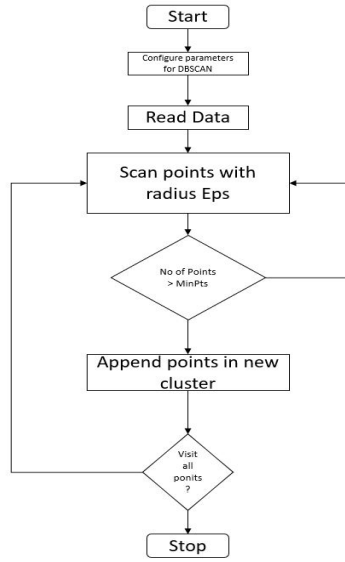 Start
Configure parameters
for DBSCAN
Read Data
Scan points with
radius Eps
No of Points
> MinPts
Append points in new
cluster
Visit
all
ponits
?
Stop